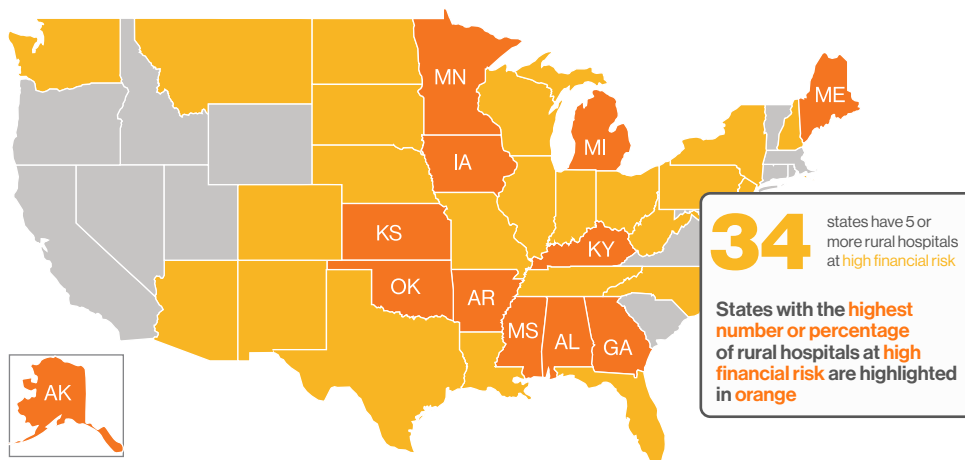 MN
ME
MI
IA
KS
KY
OK
AR
MS
AL
GA
AK
34
states have 5 or
more rural hospitals
at high financial risk
States with the highest
number or percentage
of rural hospitals at high
financial risk are highlighted
in orange